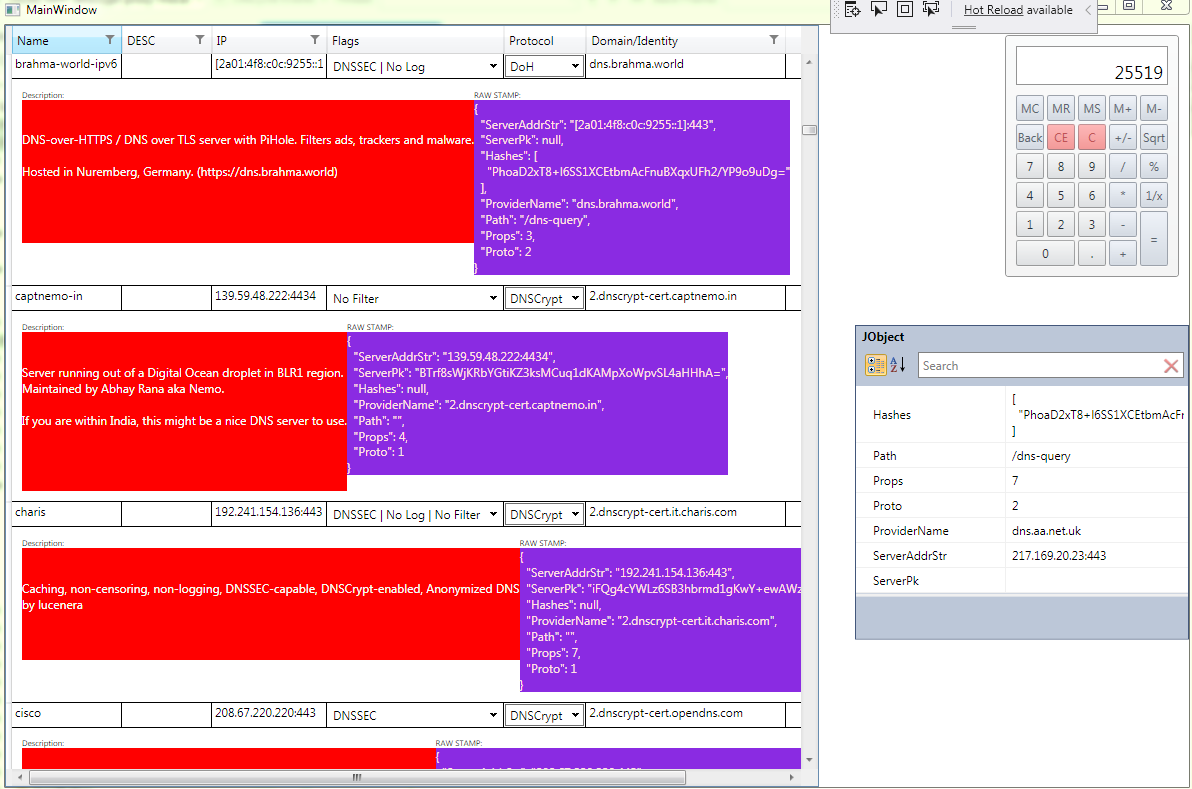 MainWindow
Hot Reload available
Name DESC IP Flags Protocol Domain/Identity
brahma-world-ipv6 [2a01:4f8:c0c:9255::1 DNSSEC | No Log DoH dns.brahma.world
Description:
DNS-over-HTTPS / DNS over TLS server with PiHole. Filters ads, trackers and malware.
Hosted in Nuremberg, Germany. (https://dns.brahma.world)
RAW STAMP:
{
"ServerAddrStr": "[2a01:4f8:c0c:9255::1]:443",
"ServerPk": null,
"Hashes": [
"PhoaD2xT8+I6SS1XCEtbmAcFnuBXqxUFh2/YP9o9uDg="
],
"ProviderName": "dns.brahma.world",
"Path": "/dns-query",
"Props": 3,
"Proto": 2
}
captnemo-in 139.59.48.222:4434 No Filter DNSCrypt 2.dnscrypt-cert.captnemo.in
Description:
Server running out of a Digital Ocean droplet in BLR1 region.
Maintained by Abhay Rana aka Nemo.
If you are within India, this might be a nice DNS server to use.
RAW STAMP:
{
"ServerAddrStr": "139.59.48.222:4434",
"ServerPk": "BTrf8sWjKRbYGtiKZ3ksMCuq1dKAMpXoWpvSL4aHHhA=",
"Hashes": null,
"ProviderName": "2.dnscrypt-cert.captnemo.in",
"Path": "",
"Props": 4,
"Proto": 1
}
charis 192.241.154.136:443 DNSSEC | No Log | No Filter DNSCrypt 2.dnscrypt-cert.it.charis.com
Description:
Caching, non-censoring, non-logging, DNSSEC-capable, DNSCrypt-enabled, Anonymized DNS
by lucenera
RAW STAMP:
{
"ServerAddrStr": "192.241.154.136:443",
"ServerPk": "iFQg4cYWLz6SB3hbrmd1gKwY+ewAWz
"Hashes": null,
"ProviderName": "2.dnscrypt-cert.it.charis.com",
"Path": "",
"Props": 7,
"Proto": 1
}
cisco 208.67.220.220:443 DNSSEC DNSCrypt 2.dnscrypt-cert.opendns.com
Description:
RAW STAMP:
{
25519
MC MR MS M+ M-
Back CE C +/- Sqrt
7 8 9 / %
4 5 6 * 1/x
1 2 3 - =
0 . +
JObject
A
Z
Search
Hashes [
"PhoaD2xT8+I6SS1XCEtbmAcFr
]
Path /dns-query
Props 7
Proto 2
ProviderName dns.aa.net.uk
ServerAddrStr 217.169.20.23:443
ServerPk